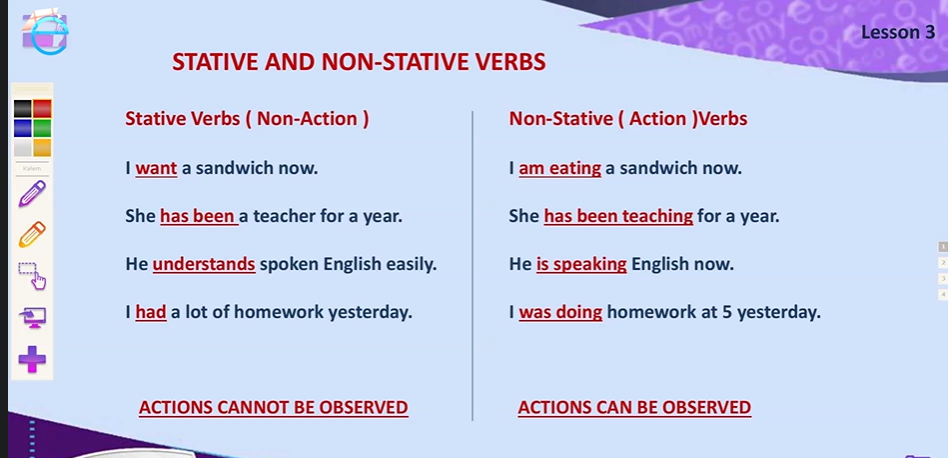 Lesson 3
STATIVE AND NON-STATIVE VERBS
Stative Verbs ( Non-Action )
I want a sandwich now.
She has been a teacher for a year.
He understands spoken English easily.
I had a lot of homework yesterday.
ACTIONS CANNOT BE OBSERVED
Non-Stative ( Action )Verbs
I am eating a sandwich now.
She has been teaching for a year.
He is speaking English now.
I was doing homework at 5 yesterday.
ACTIONS CAN BE OBSERVED
Kalem
1
2
3
4